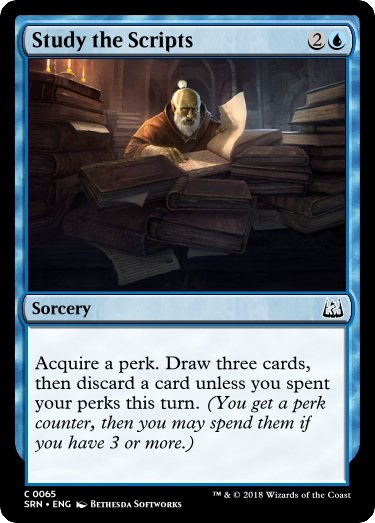 Study the Scripts 2
Sorcery
Acquire a perk. Draw three cards,
then discard a card unless you spent
your perks this turn. (You get a perk
counter, then you may spend them if
you have 3 or more.)
C 0065
SRN • ENG Bethesda Softworks
™ & © 2018 Wizards of the Coast